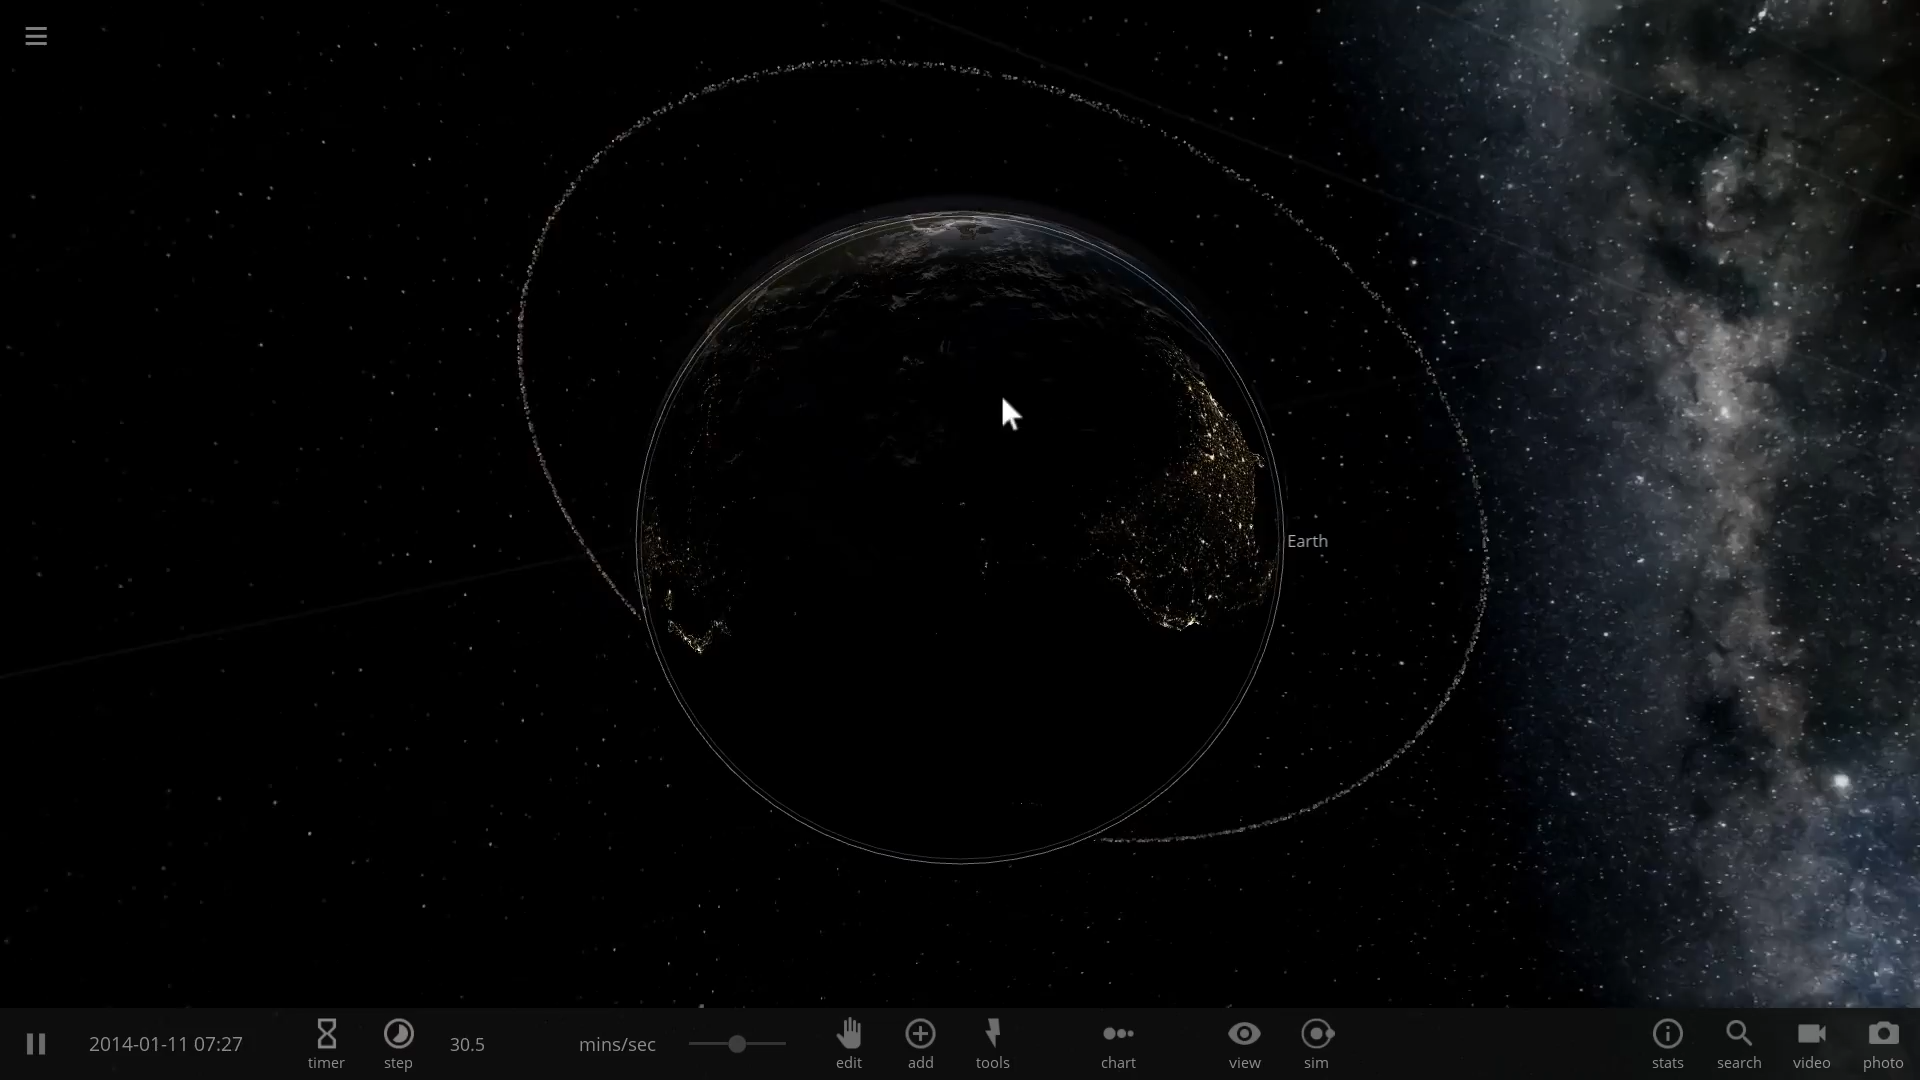 Earth
2014-01-11 07:27
timer
step
30.5
mins/sec
edit
add
tools
chart
view
sim
stats
search
video
photo